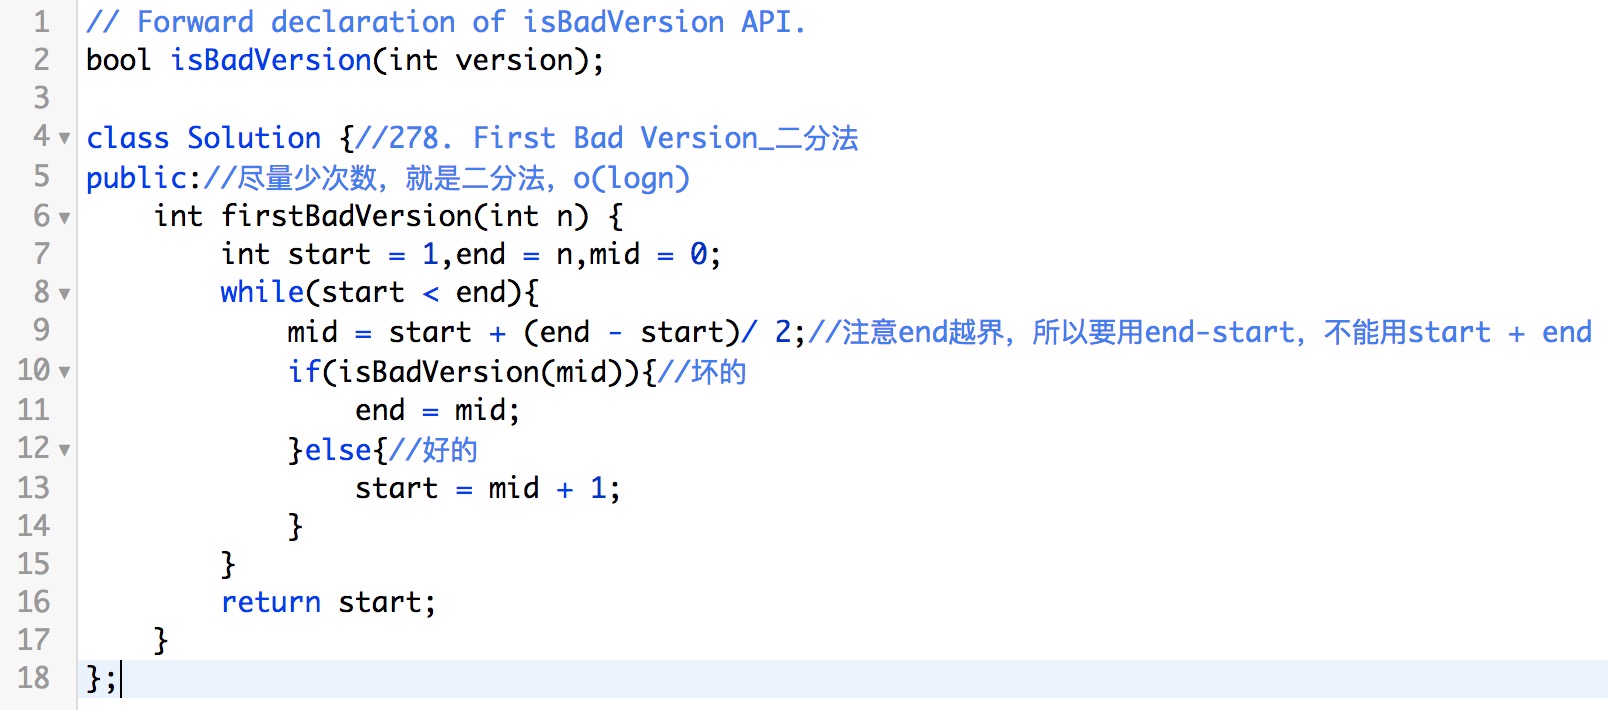 1 // Forward declaration of isBadVersion API.
2 bool isBadVersion(int version);
3
4 class Solution {//278. First Bad Version_二分法
5 public://尽量少次数，就是二分法，o(logn)
6     int firstBadVersion(int n) {
7         int start = 1,end = n,mid = 0;
8         while(start < end){
9             mid = start + (end - start)/ 2;//注意end越界，所以要用end-start，不能用start + end
10             if(isBadVersion(mid)){//坏的
11                 end = mid;
12             }else{//好的
13                 start = mid + 1;
14             }
15         }
16         return start;
17     }
18 };